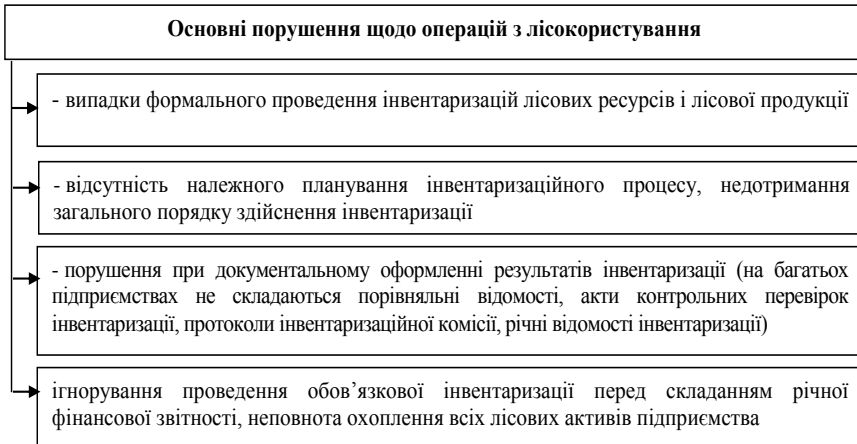 Основні порушення щодо операцій з лісокористування
- випадки формального проведення інвентаризацій лісових ресурсів і лісової продукції
- відсутність належного планування інвентаризаційного процесу, недотримання
загального порядку здійснення інвентаризації
- порушення при документальному оформленні результатів інвентаризації (на багатьох
підприємствах не складаються порівняльні відомості, акти контрольних перевірок
інвентаризації, протоколи інвентаризаційної комісії, річні відомості інвентаризації)
ігнорування проведення обов’язкової інвентаризації перед складанням річної
фінансової звітності, неповнота охоплення всіх лісових активів підприємства